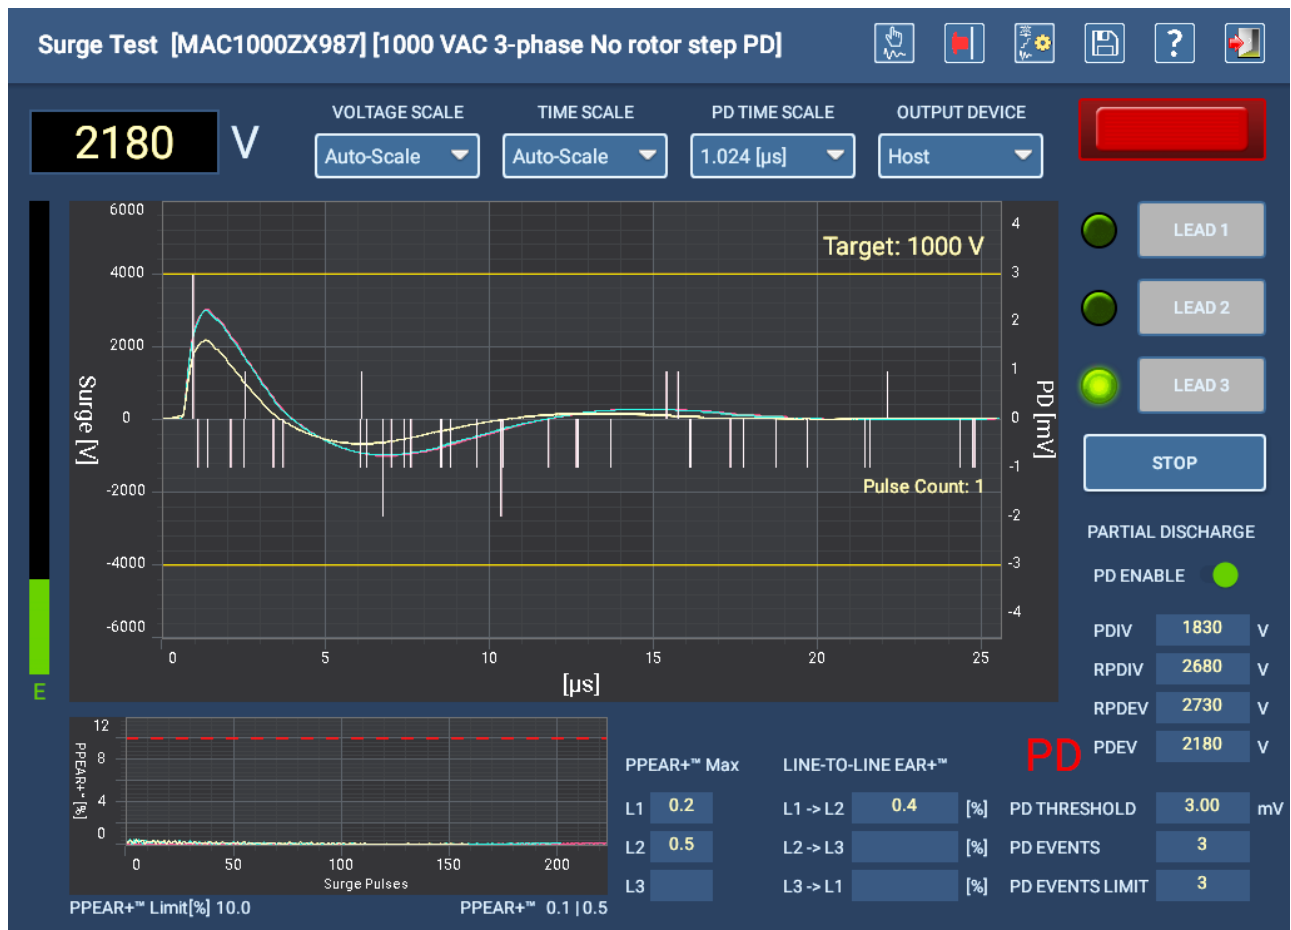 Surge Test [MAC1000ZX987] [1000 VAC 3-phase No rotor step PD]
?
2180 V
VOLTAGE SCALE
Auto-Scale
TIME SCALE
Auto-Scale
PD TIME SCALE
1.024 [µs]
OUTPUT DEVICE
Host
LEAD 1
LEAD 2
LEAD 3
STOP
Target: 1000 V
Pulse Count: 1
Surge [V]
6000
4000
2000
0
-2000
-4000
-6000
PD [mV]
4
3
2
1
0
-1
-2
-3
-4
0 5 10 15 20 25
[µs]
E
PARTIAL DISCHARGE
PD ENABLE
PDIV 1830 V
RPDIV 2680 V
RPDEV 2730 V
PD
PDEV 2180 V
PD THRESHOLD 3.00 mV
PD EVENTS 3
PD EVENTS LIMIT 3
PPEAR+™ [%]
12
8
4
0
0 50 100 150 200
Surge Pulses
PPEAR+™ Limit[%] 10.0
PPEAR+™ 0.1|0.5
PPEAR+™ Max
L1 0.2
L2 0.5
L3
LINE-TO-LINE EAR+™
L1 -> L2 0.4 [%]
L2 -> L3 [%]
L3 -> L1 [%]